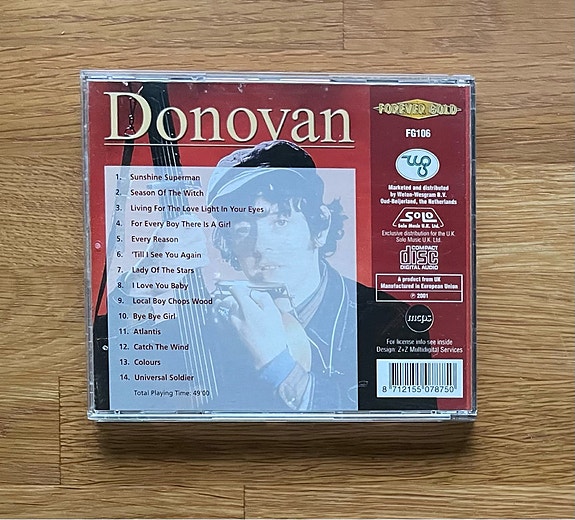 Donovan
1. Sunshine Superman
2. Season Of The Witch
3. Living For The Love Light In Your Eyes
4. For Every Boy There Is A Girl
5. Every Reason
6. 'Till I See You Again
7. Lady Of The Stars
8. I Love You Baby
9. Local Boy Chops Wood
10. Bye Bye Girl
11. Atlantis
12. Catch The Wind
13. Colours
14. Universal Soldier
Total Playing Time: 49'00
FOREVER GOLD
FG106
wg
Marketed and distributed
by Weton-Wesgram B.V.
Oud-Beijerland, the Netherlands
SOLO
Solo Music U.K. Ltd.
Exclusive distribution for the U.K.
Solo Music U.K. Ltd.
COMPACT
disc
DIGITAL AUDIO
A product from UK
Manufactured in European Union
℗ 2001
mcps
For license info see inside
Design: Z+Z Multidigital Services
8 712155 078750